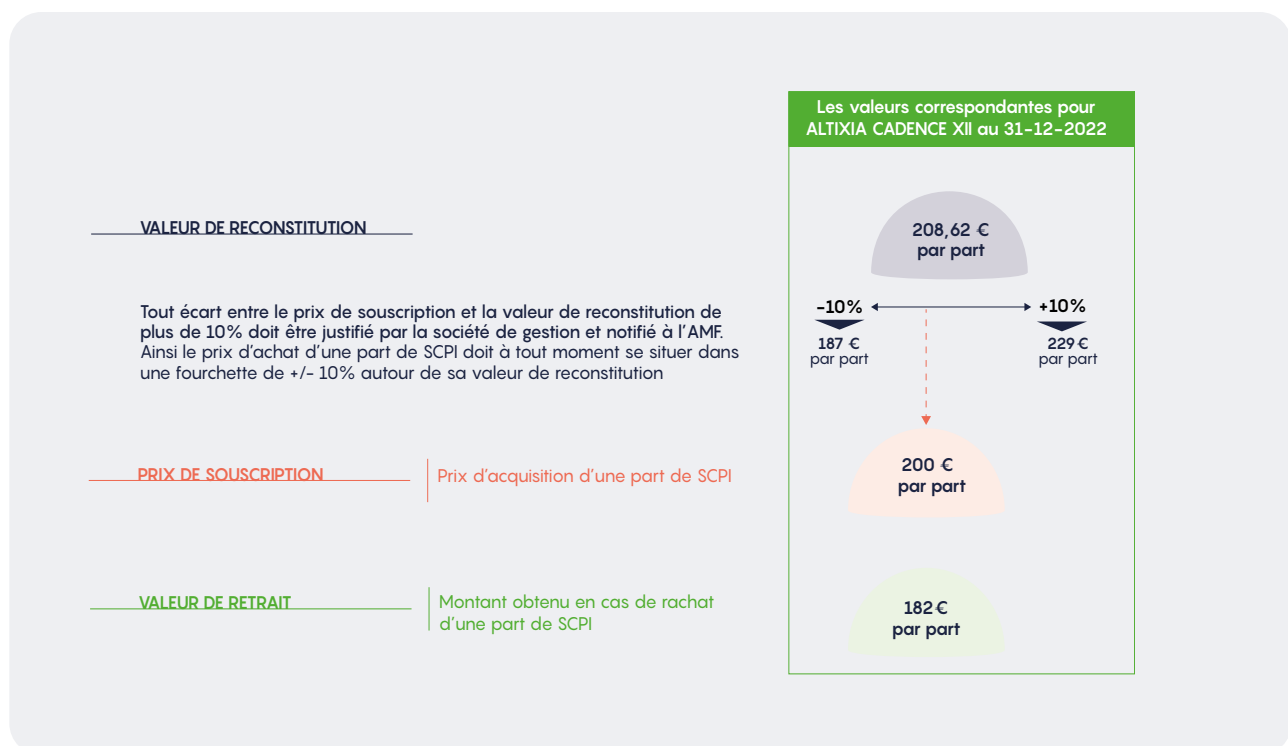 Les valeurs correspondantes pour
ALTIXIA CADENCE XII au 31-12-2022
VALEUR DE RECONSTITUTION
208,62 €
par part
Tout écart entre le prix de souscription et la valeur de reconstitution de
plus de 10% doit être justifié par la société de gestion et notifié à l'AMF.
Ainsi le prix d'achat d'une part de SCPI doit à tout moment se situer dans
une fourchette de +/- 10% autour de sa valeur de reconstitution
-10%
187 €
par part
+10%
229 €
par part
PRIX DE SOUSCRIPTION
Prix d'acquisition d'une part de SCPI
200 €
par part
VALEUR DE RETRAIT
Montant obtenu en cas de rachat
d'une part de SCPI
182€
par part